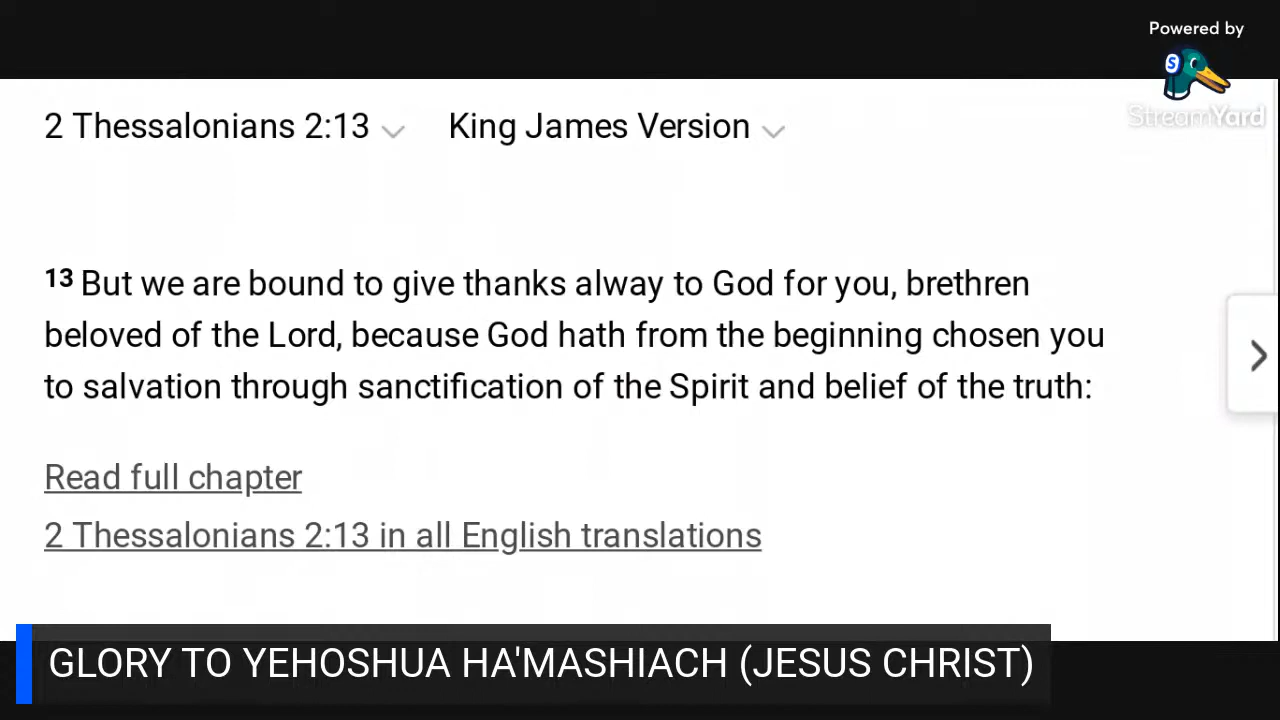 Powered by
S
StreamYard
2 Thessalonians 2:13 King James Version
13 But we are bound to give thanks alway to God for you, brethren
beloved of the Lord, because God hath from the beginning chosen you
to salvation through sanctification of the Spirit and belief of the truth:
Read full chapter
2 Thessalonians 2:13 in all English translations
GLORY TO YEHOSHUA HA'MASHIACH (JESUS CHRIST)